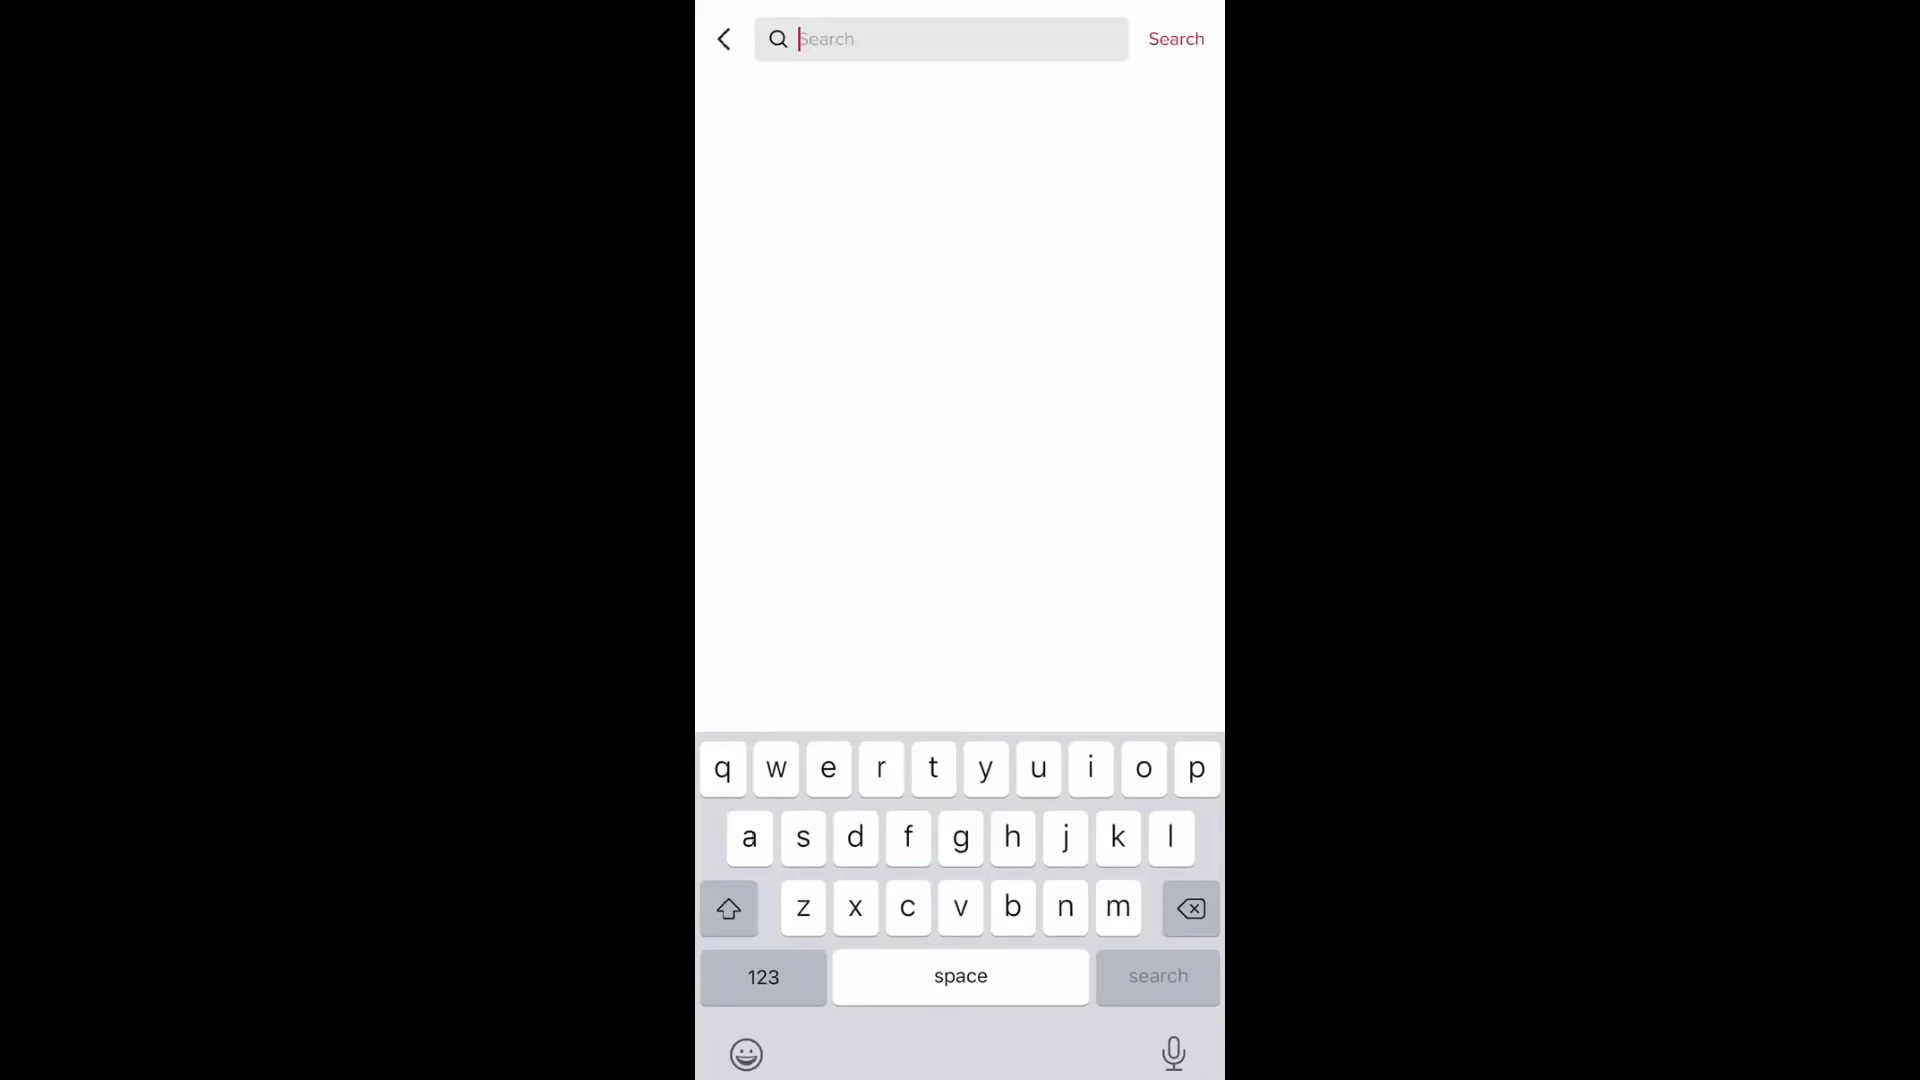 Search Search
q w e r t y u i o p
a s d f g h j k l
z x c v b n m
123 space search